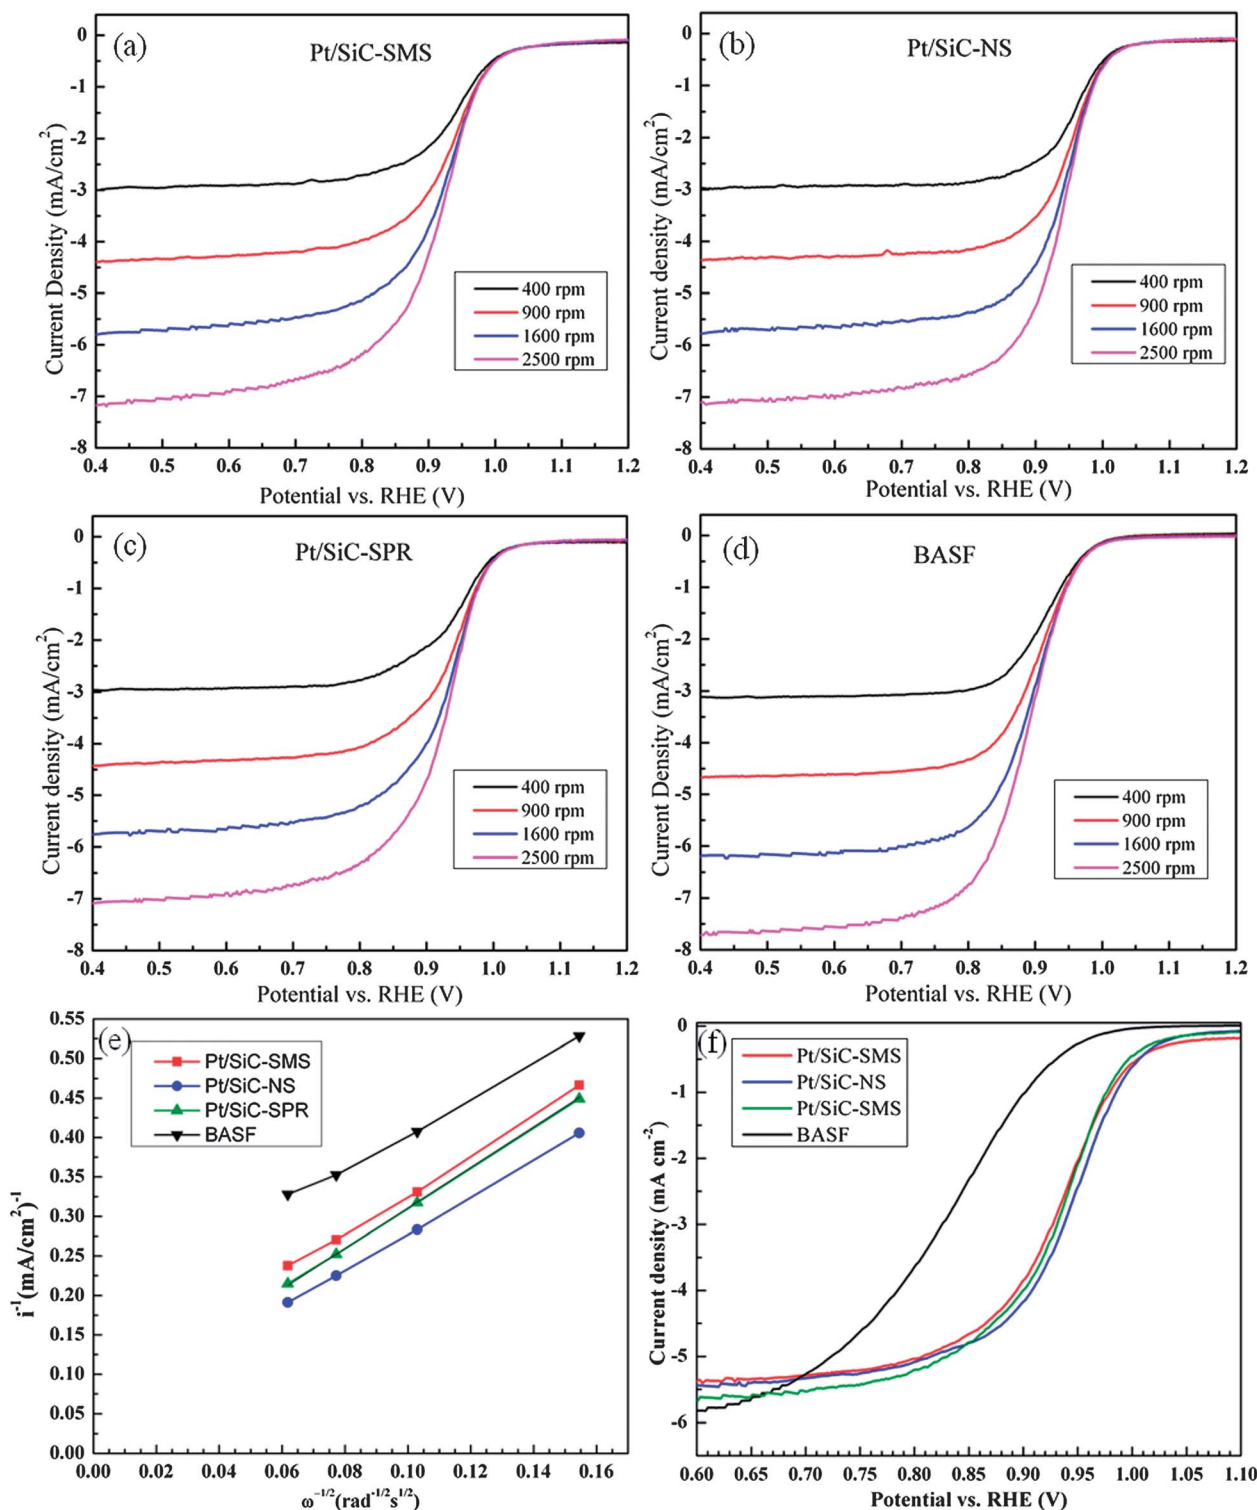 (a)
Pt/SiC-SMS
0
-1
-2
-3
-4
-5
-6
-7
-8
Current Density (mA/cm²)
400 rpm
900 rpm
1600 rpm
2500 rpm
0.4 0.5 0.6 0.7 0.8 0.9 1.0 1.1 1.2
Potential vs. RHE (V)
(b)
Pt/SiC-NS
0
-1
-2
-3
-4
-5
-6
-7
-8
Current density (mA/cm²)
400 rpm
900 rpm
1600 rpm
2500 rpm
0.4 0.5 0.6 0.7 0.8 0.9 1.0 1.1 1.2
Potential vs. RHE (V)
(c)
Pt/SiC-SPR
0
-1
-2
-3
-4
-5
-6
-7
-8
Current density (mA/cm²)
400 rpm
900 rpm
1600 rpm
2500 rpm
0.4 0.5 0.6 0.7 0.8 0.9 1.0 1.1 1.2
Potential vs. RHE (V)
(d)
BASF
0
-1
-2
-3
-4
-5
-6
-7
-8
Current Density (mA/cm²)
400 rpm
900 rpm
1600 rpm
2500 rpm
0.4 0.5 0.6 0.7 0.8 0.9 1.0 1.1 1.2
Potential vs. RHE (V)
(e)
0.55
0.50
0.45
0.40
0.35
0.30
0.25
0.20
0.15
0.10
0.05
0.00
i⁻¹(mA/cm²)⁻¹
Pt/SiC-SMS
Pt/SiC-NS
Pt/SiC-SPR
BASF
0.00 0.02 0.04 0.06 0.08 0.10 0.12 0.14 0.16
ω⁻¹/²(rad⁻¹/²s¹/²)
(f)
0
-1
-2
-3
-4
-5
-6
Current density (mA cm⁻²)
Pt/SiC-SMS
Pt/SiC-NS
Pt/SiC-SMS
BASF
0.60 0.65 0.70 0.75 0.80 0.85 0.90 0.95 1.00 1.05 1.10
Potential vs. RHE (V)